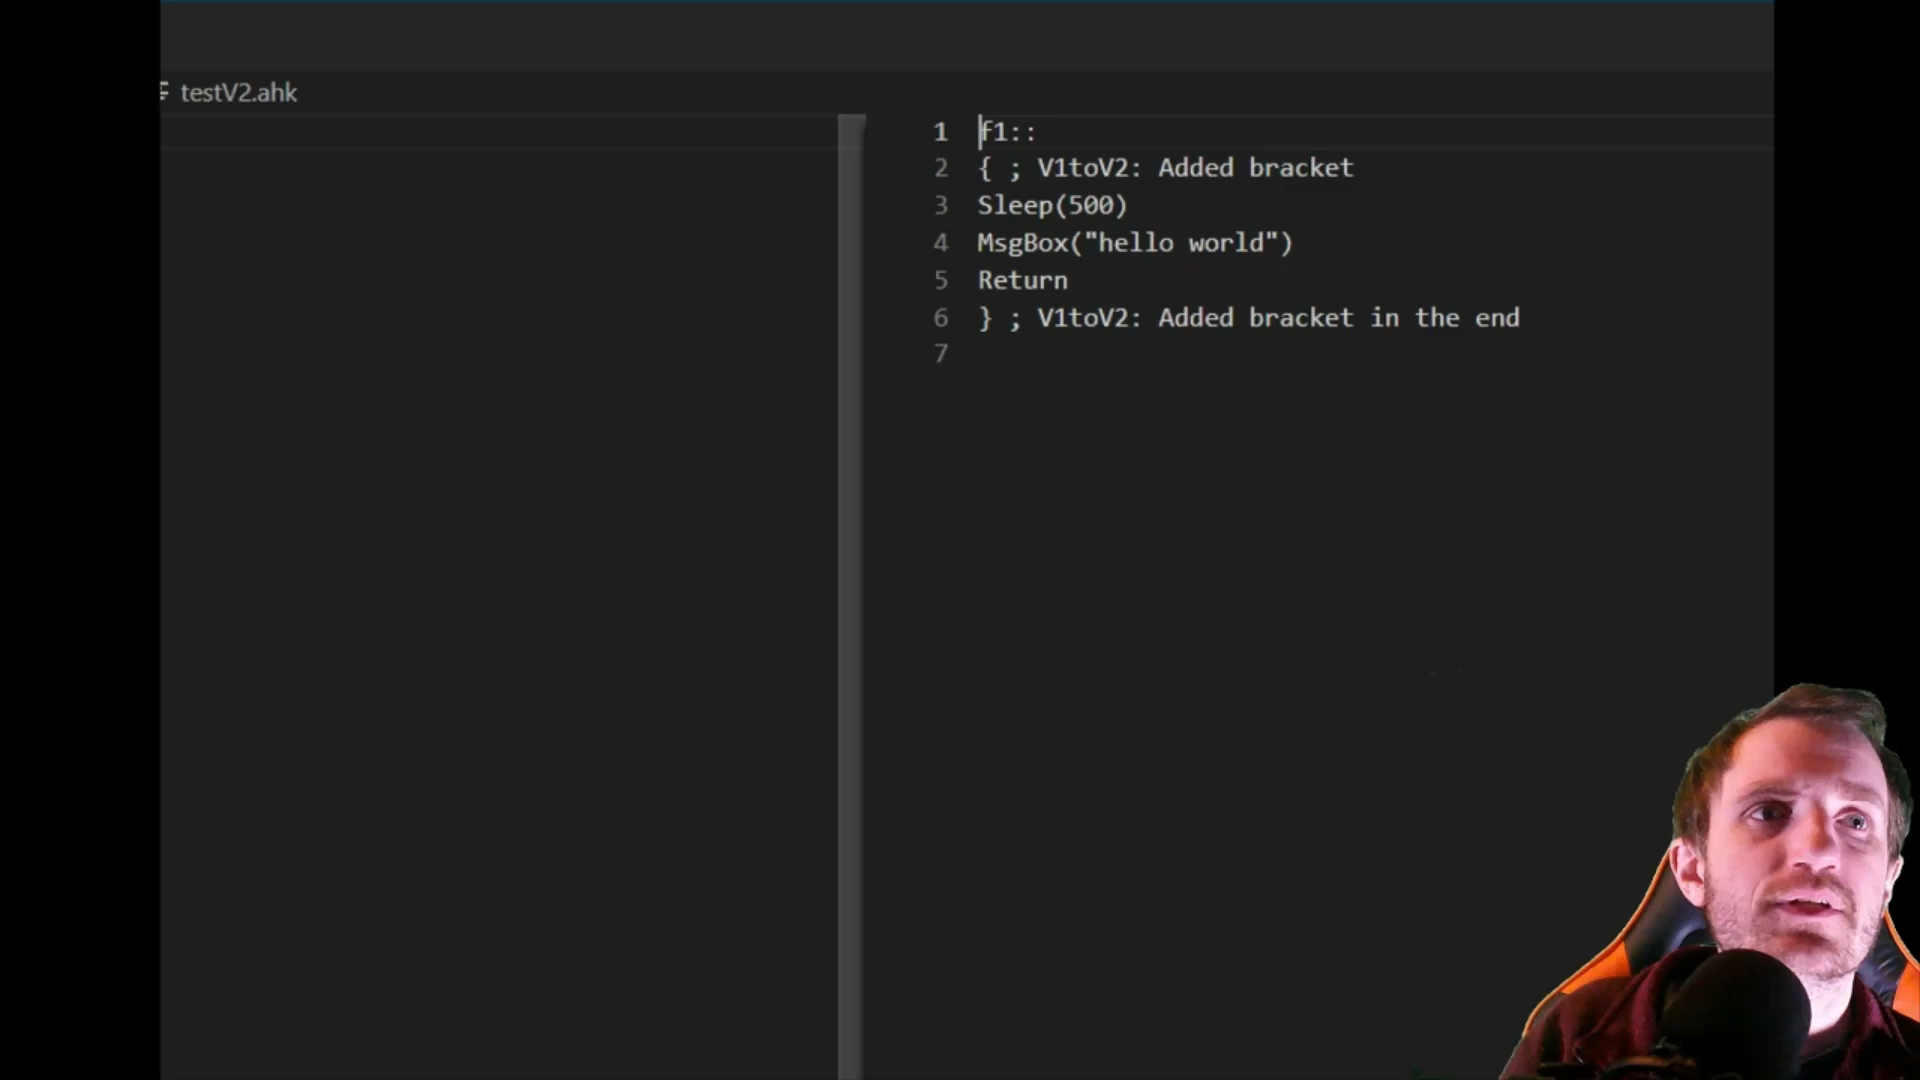 testV2.ahk
1 f1::
2 { ; V1toV2: Added bracket
3 Sleep(500)
4 MsgBox("hello world")
5 Return
6 } ; V1toV2: Added bracket in the end
7